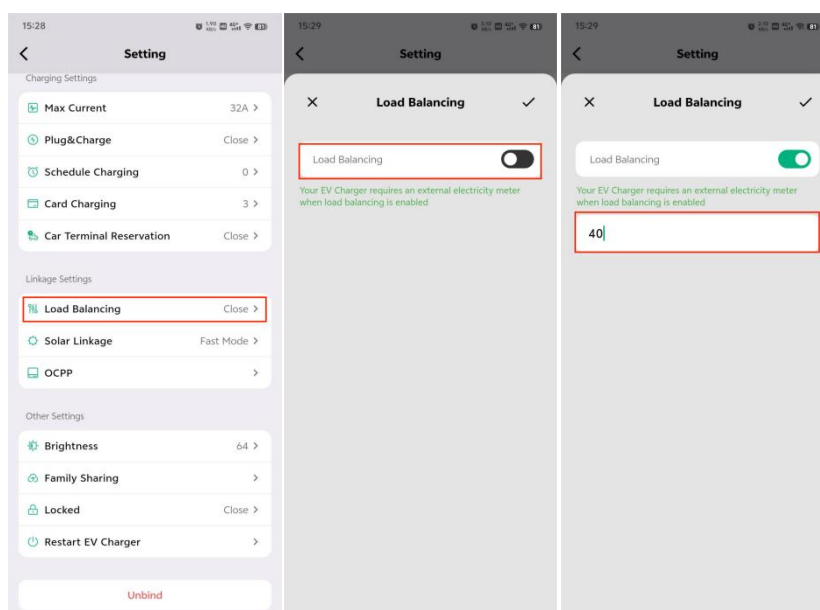 15:28
Setting
Charging Settings
Max Current 32A >
Plug&Charge Close >
Schedule Charging 0 >
Card Charging 3 >
Car Terminal Reservation Close >
Linkage Settings
Load Balancing Close >
Solar Linkage Fast Mode >
OCPP >
Other Settings
Brightness 64 >
Family Sharing >
Locked Close >
Restart EV Charger >
Unbind
15:29
Setting
Load Balancing
Load Balancing
Your EV Charger requires an external electricity meter
when load balancing is enabled
15:29
Setting
Load Balancing
Load Balancing
Your EV Charger requires an external electricity meter
when load balancing is enabled
40